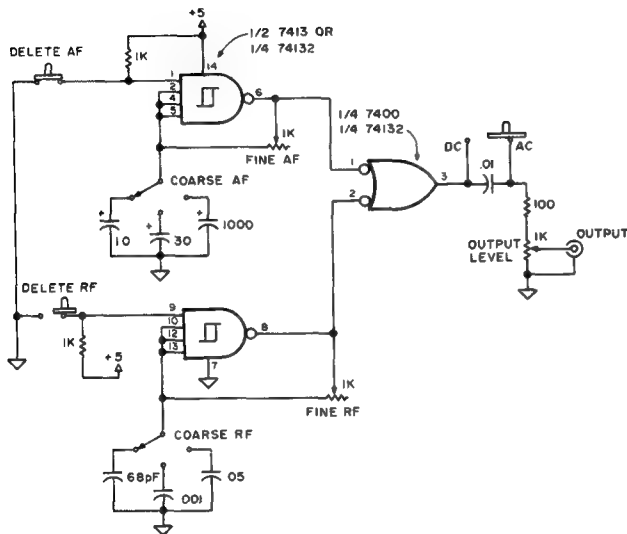 +5
1/2 7413 OR
1/4 74132
DELETE AF
1K
14
1
2
4
5
6
1K
FINE AF
1/4 7400
1/4 74132
DC
AC
.01
1
2
3
100
1K
OUTPUT
LEVEL
OUTPUT
COARSE AF
+
10
+
30
+
1000
DELETE RF
1K
+5
9
10
12
13
8
7
1K
FINE RF
COARSE RF
68pF
.001
.05